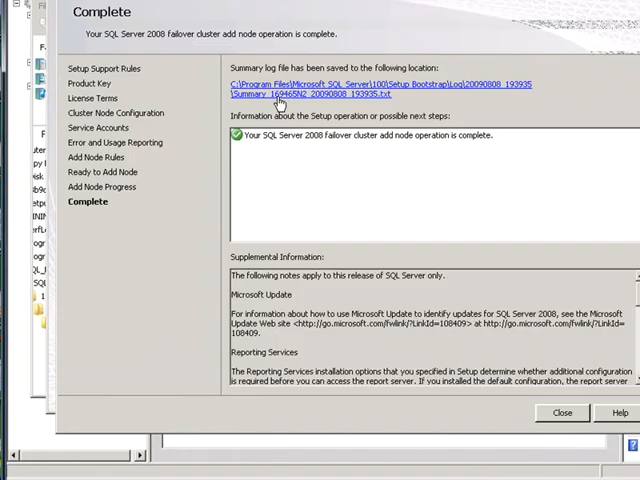 Complete
Your SQL Server 2008 failover cluster add node operation is complete.
Setup Support Rules
Product Key
License Terms
Cluster Node Configuration
Service Accounts
Error and Usage Reporting
Add Node Rules
Ready to Add Node
Add Node Progress
Complete
Summary log file has been saved to the following location:
C:\Program Files\Microsoft SQL Server\100\Setup Bootstrap\Log\20090808_193935
\Summary_169465N2_20090808_193935.txt
Information about the Setup operation or possible next steps:
Your SQL Server 2008 failover cluster add node operation is complete.
Supplemental Information:
The following notes apply to this release of SQL Server only.
Microsoft Update
For information about how to use Microsoft Update to identify updates for SQL Server 2008, see the Microsoft
Update Web site <http://go.microsoft.com/fwlink/?LinkId=108409> at http://go.microsoft.com/fwlink/?LinkId=
108409.
Reporting Services
The Reporting Services installation options that you specified in Setup determine whether additional configuration
is required before you can access the report server. If you installed the default configuration, the report server
Close
Help